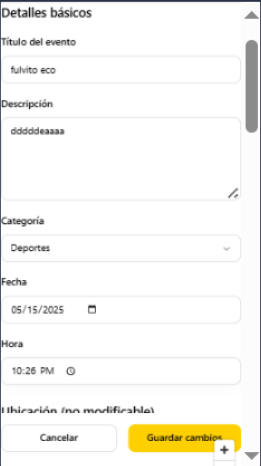 Detalles básicos
Título del evento
fulvito eco
Descripción
dddddeaaaa
Categoría
Deportes
Fecha
05/15/2025
Hora
10:26 PM
Ubicación (no modificable)
Cancelar
Guardar cambios
+